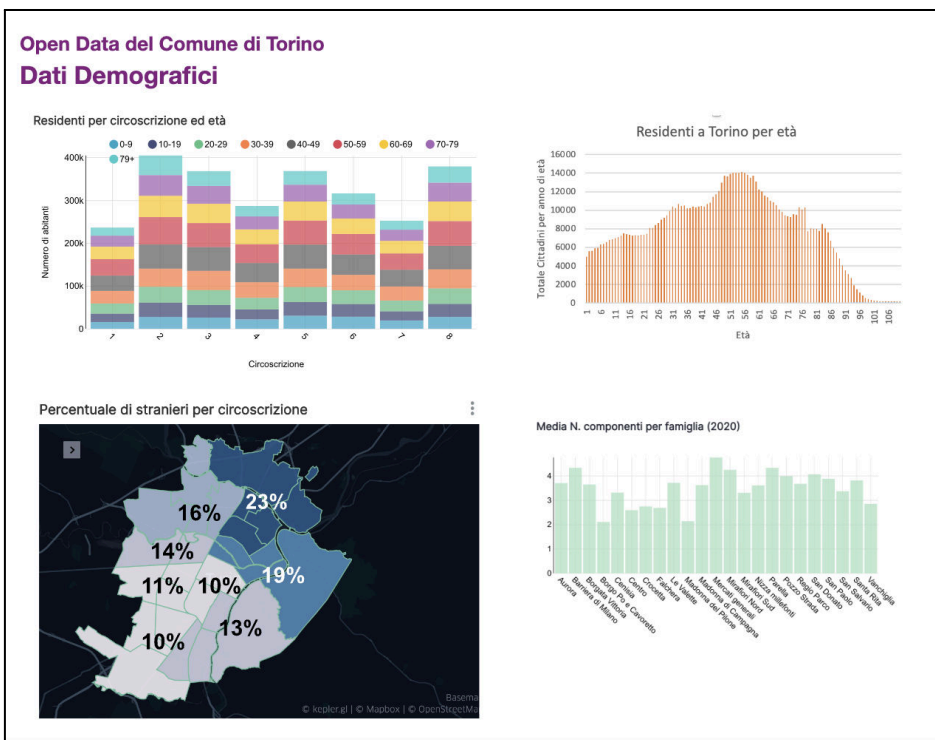 Open Data del Comune di Torino
Dati Demografici
Residenti per circoscrizione ed età
0-9 10-19 20-29 30-39 40-49 50-59 60-69 70-79
79+
400k
300k
200k
100k
0
Numero di abitanti
1 2 3 4 5 6 7 8
Circoscrizione
Residenti a Torino per età
16000
14000
12000
10000
8000
6000
4000
2000
0
Totale Cittadini per anno di età
1 6 11 16 21 26 31 36 41 46 51 56 61 66 71 76 81 86 91 96 101 106
Età
Percentuale di stranieri per circoscrizione
23%
16%
14%
19%
11% 10%
13%
10%
Basema
© kepler.gl | © Mapbox | © OpenStreetMa
Media N. componenti per famiglia (2020)
4
3
2
1
0
Aurora
Barriera di Milano
Borgata Vittoria
Borgo Po e Cavoretto
Cenisia
Centro
Crocetta
Falchera
Le Vallette
Madonna del Pilone
Madonna di Campagna
Mercati generali
Mirafiori Nord
Mirafiori Sud
Nizza millefonti
Parella
Pozzo Strada
Regio Parco
San Donato
San Paolo
San Salvario
Santa Rita
Vanchiglia